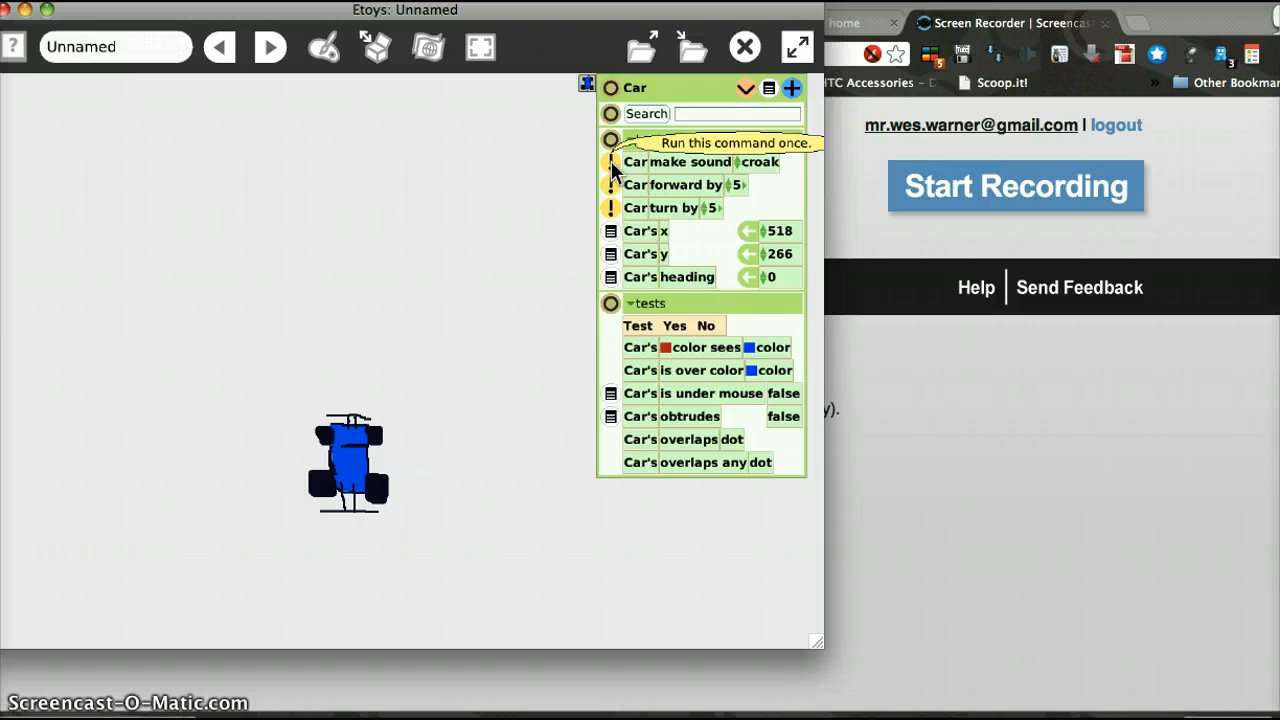 Etoys: Unnamed
?
Unnamed
Car
Search
Run this command once.
Car make sound croak
Car forward by 5
Car turn by 5
Car's x 518
Car's y 266
Car's heading 0
tests
Test Yes No
Car's color sees color
Car's is over color color
Car's is under mouse false
Car's obtrudes false
Car's overlaps dot
Car's overlaps any dot
home
Screen Recorder | Screencas
5
3
HTC Accessories - D
Scoop.it!
»
Other Bookmar
mr.wes.warner@gmail.com | logout
Start Recording
Help | Send Feedback
y).
Screencast-O-Matic.com